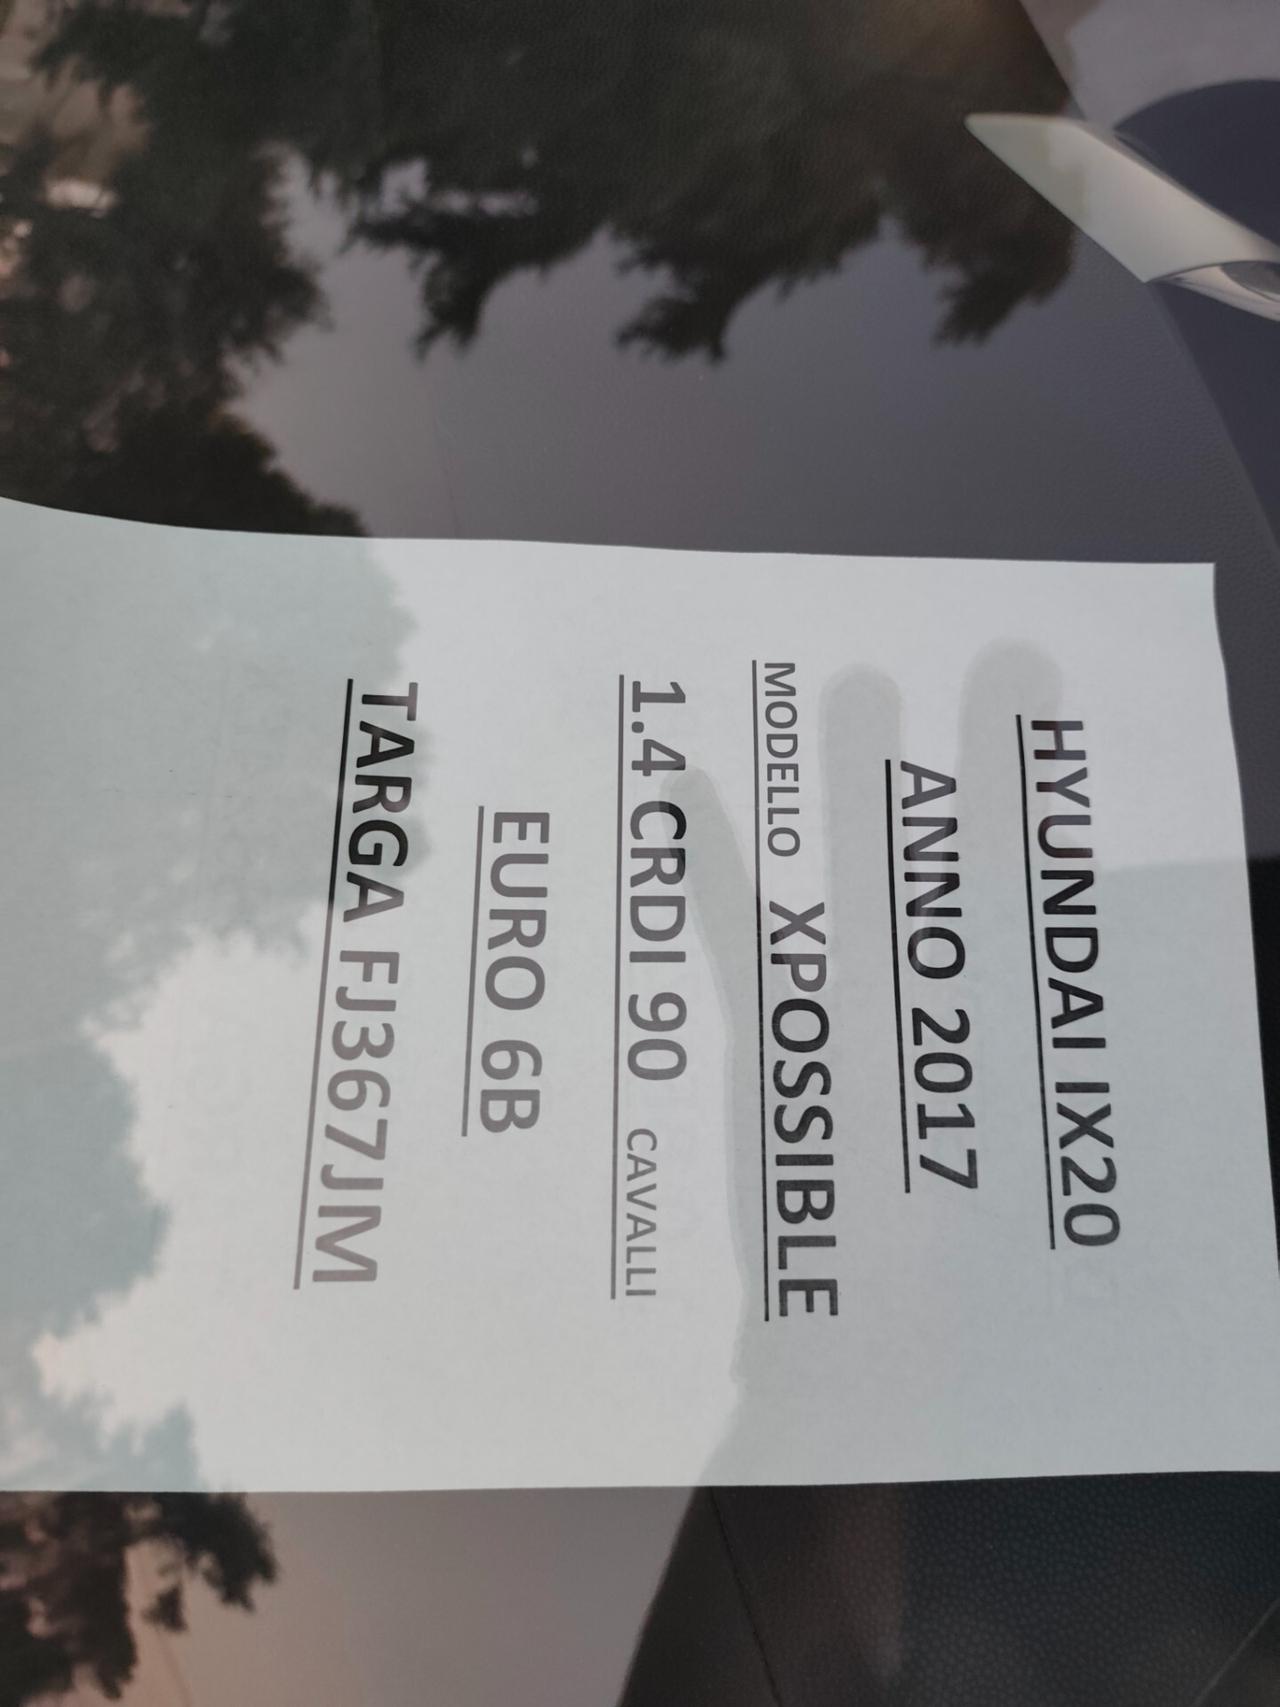 HYUNDAI IX20
ANNO 2017
MODELLO XPOSSIBLE
1.4 CRDI 90 CAVALLI
EURO 6B
TARGA FJ367JM